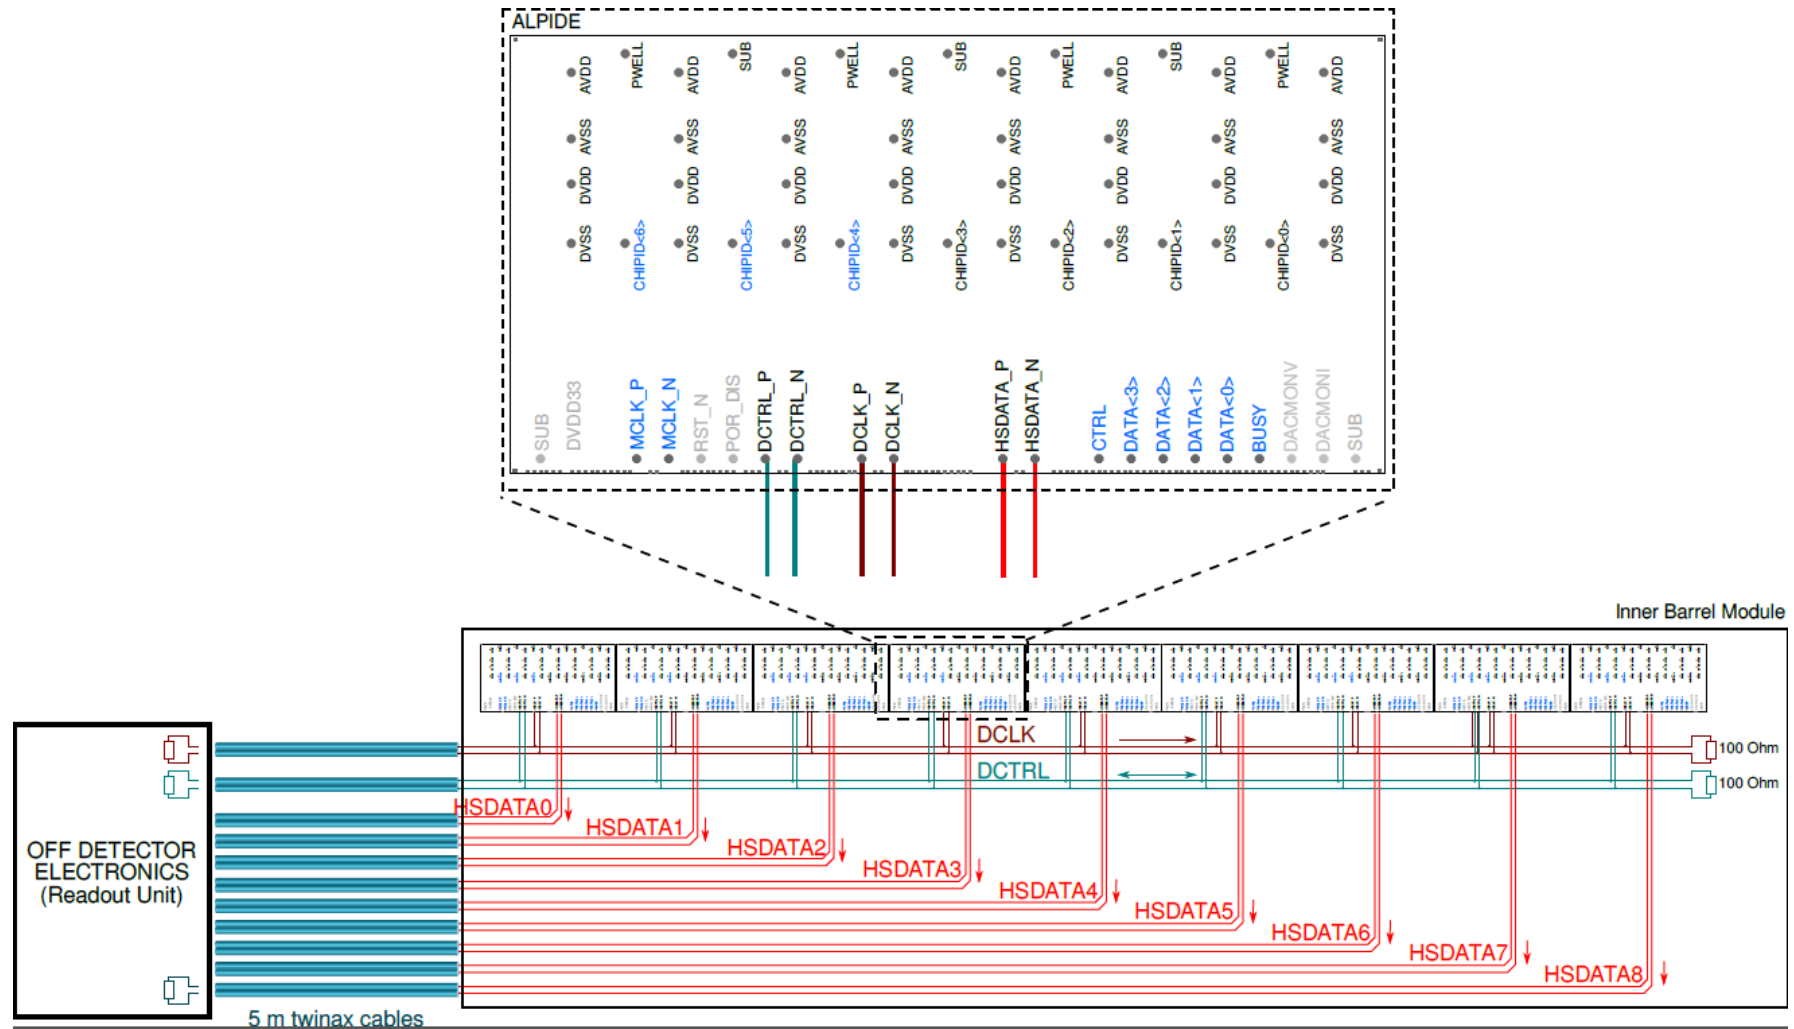 ALPIDE
PWELL SUB PWELL SUB PWELL SUB PWELL
AVDD AVDD AVDD AVDD AVDD AVDD AVDD AVDD
AVSS AVSS AVSS AVSS AVSS AVSS AVSS AVSS
DVDD DVDD DVDD DVDD DVDD DVDD DVDD DVDD
DVSS CHIPID<6> DVSS CHIPID<5> DVSS CHIPID<4> DVSS CHIPID<3> DVSS CHIPID<2> DVSS CHIPID<1> DVSS CHIPID<0> DVSS
SUB DVDD33 MCLK_P MCLK_N RST_N POR_DIS DCTRL_P DCTRL_N DCLK_P DCLK_N HSDATA_P HSDATA_N CTRL DATA<3> DATA<2> DATA<1> DATA<0> BUSY DACMONV DACMONI SUB
Inner Barrel Module
DCLK
100 Ohm
DCTRL
100 Ohm
HSDATA0
HSDATA1
HSDATA2
HSDATA3
HSDATA4
HSDATA5
HSDATA6
HSDATA7
HSDATA8
OFF DETECTOR
ELECTRONICS
(Readout Unit)
5 m twinax cables